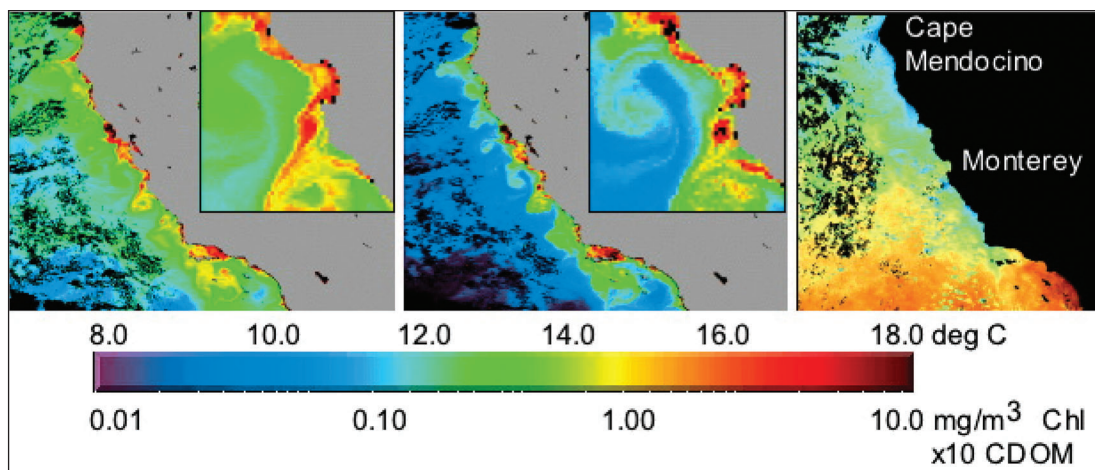 Cape
Mendocino
Monterey
8.0 10.0 12.0 14.0 16.0 18.0 deg C
0.01 0.10 1.00 10.0 mg/m³ Chl
x10 CDOM